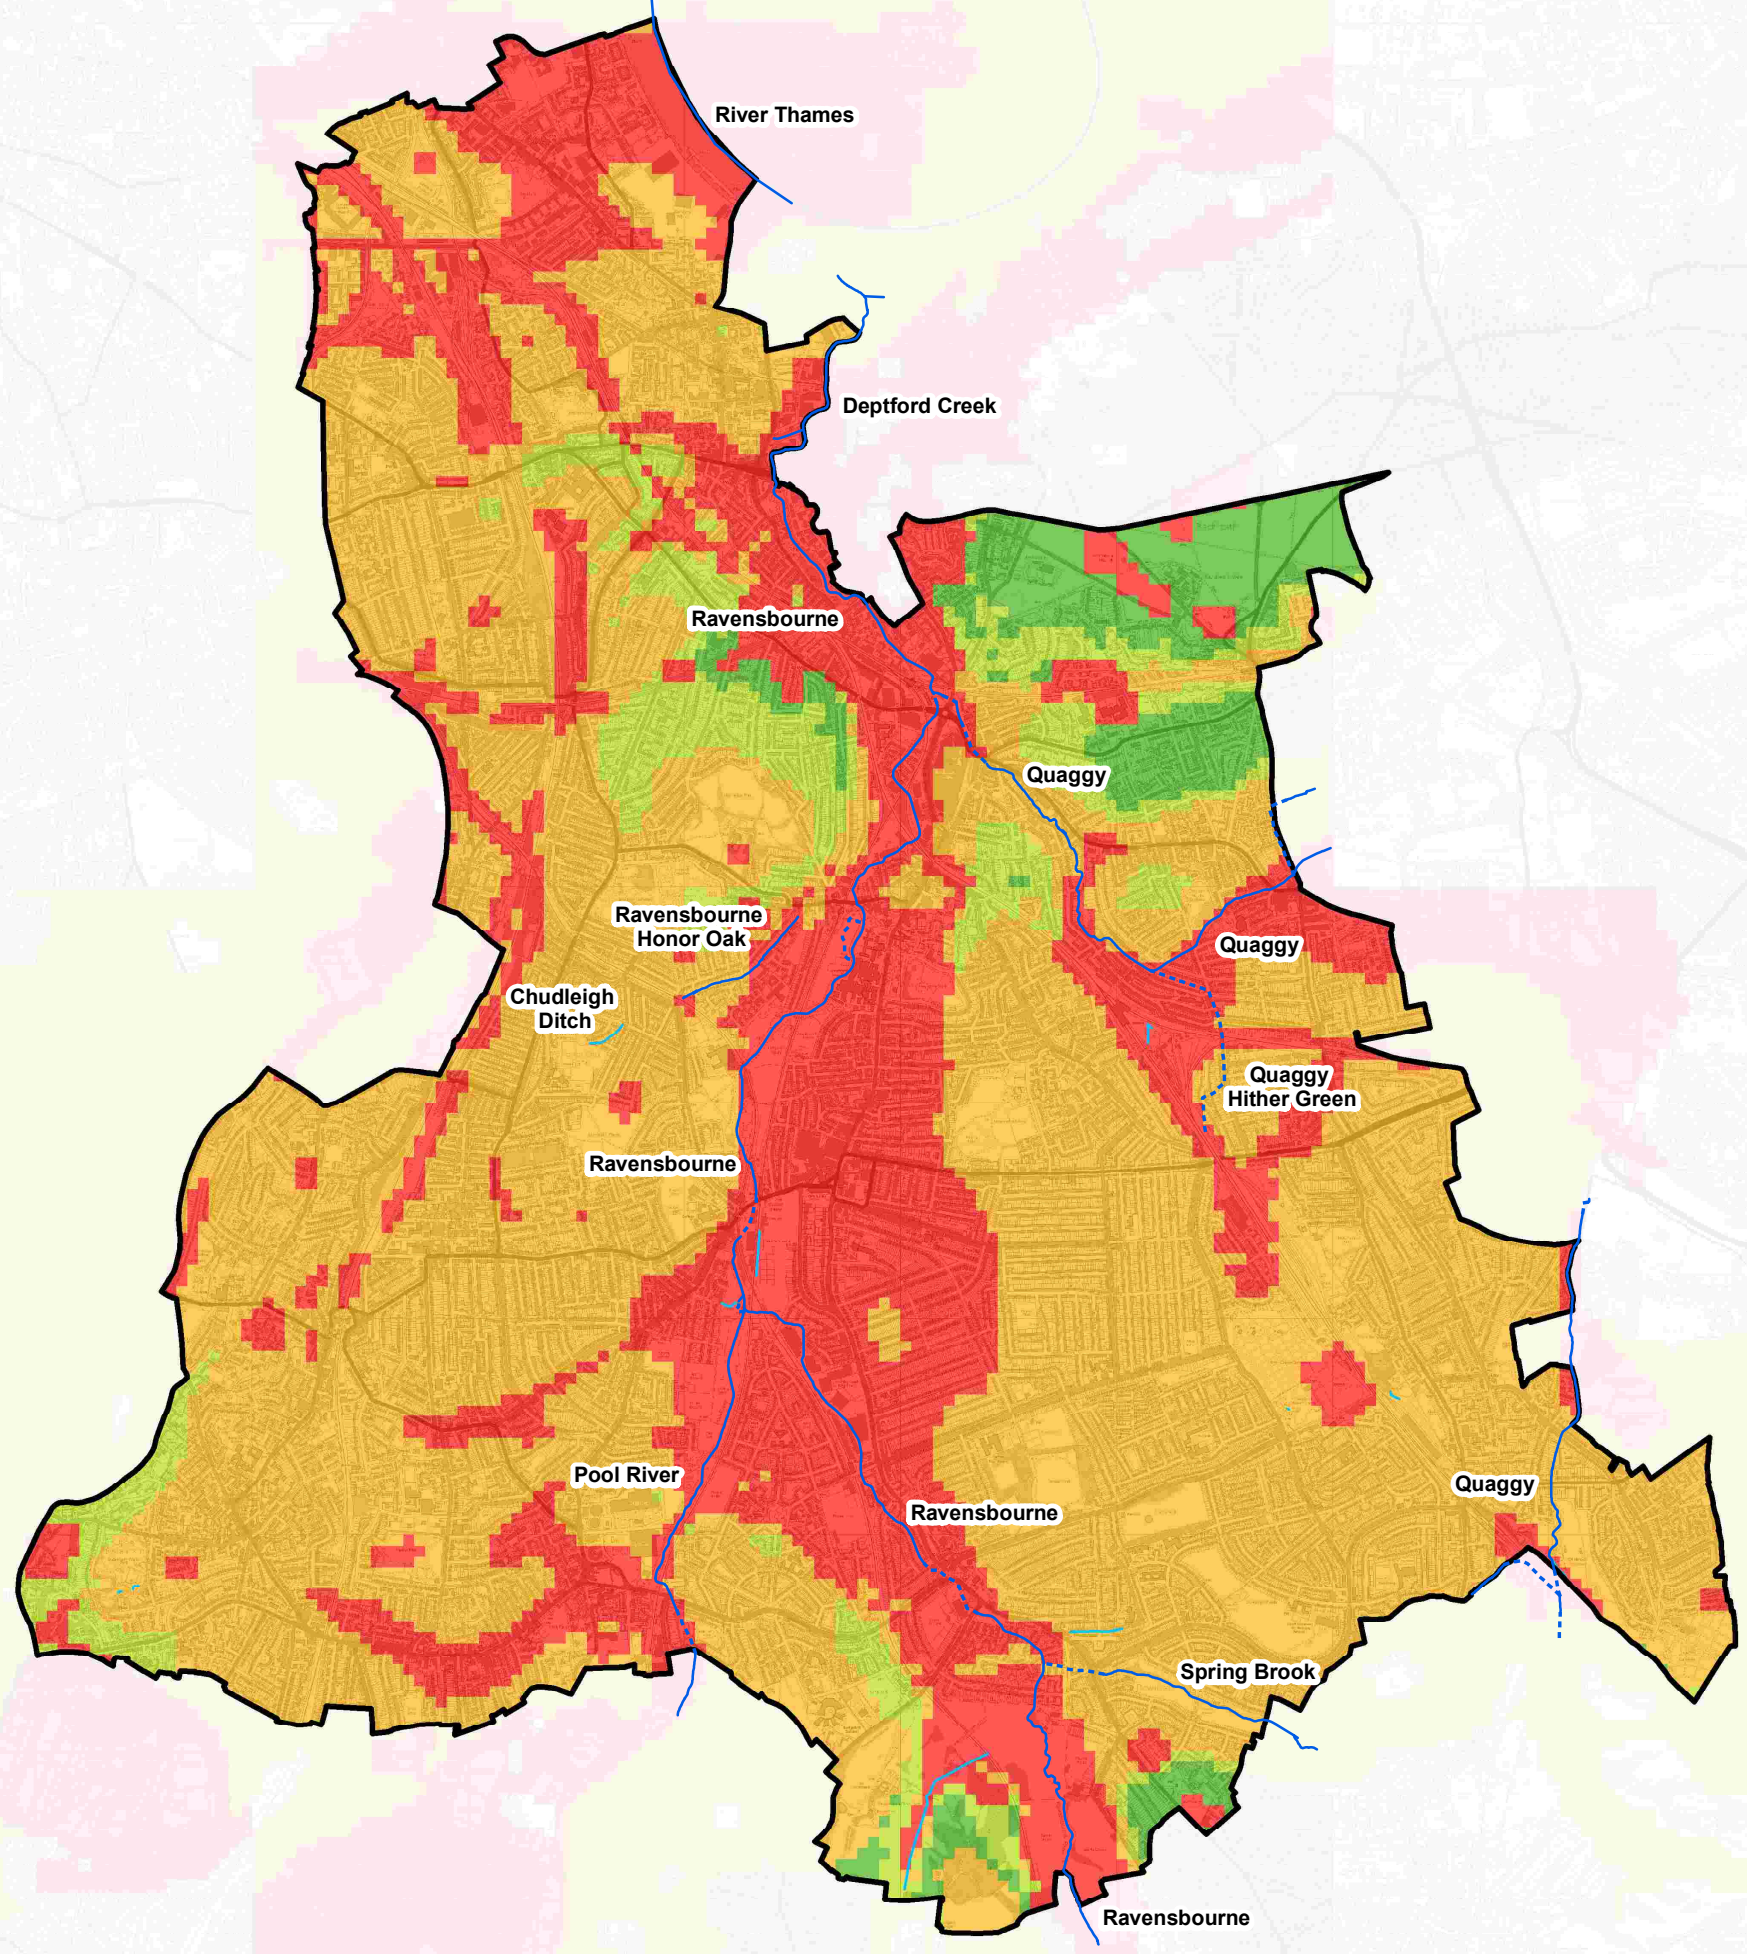 River Thames
Deptford Creek
Ravensbourne
Quaggy
Ravensbourne
Honor Oak
Quaggy
Chudleigh
Ditch
Quaggy
Hither Green
Ravensbourne
Pool River
Quaggy
Ravensbourne
Spring Brook
Ravensbourne